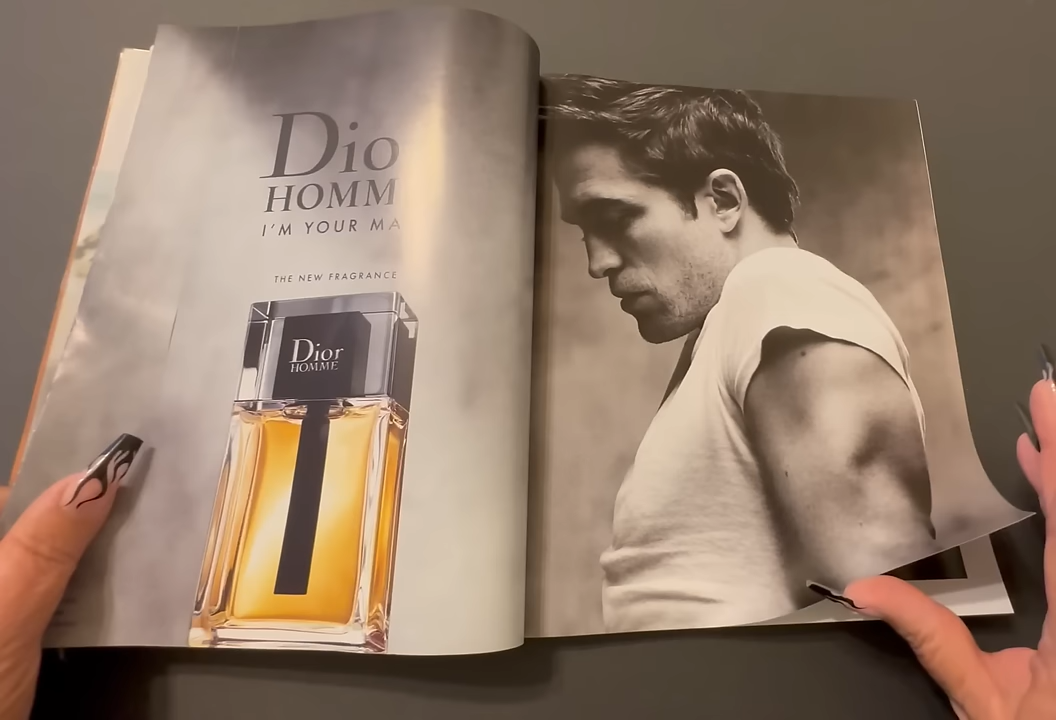 Dio
HOMM
I'M YOUR MA
THE NEW FRAGRANCE
Dior
HOMME